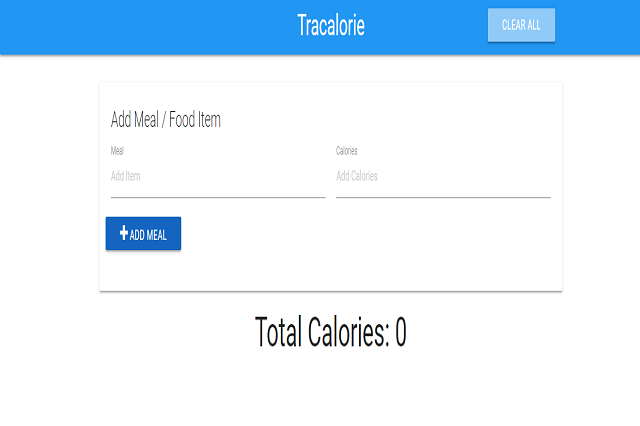 Tracalorie
CLEAR ALL
Add Meal / Food Item
Meal
Calories
Add Item
Add Calories
ADD MEAL
Total Calories: 0